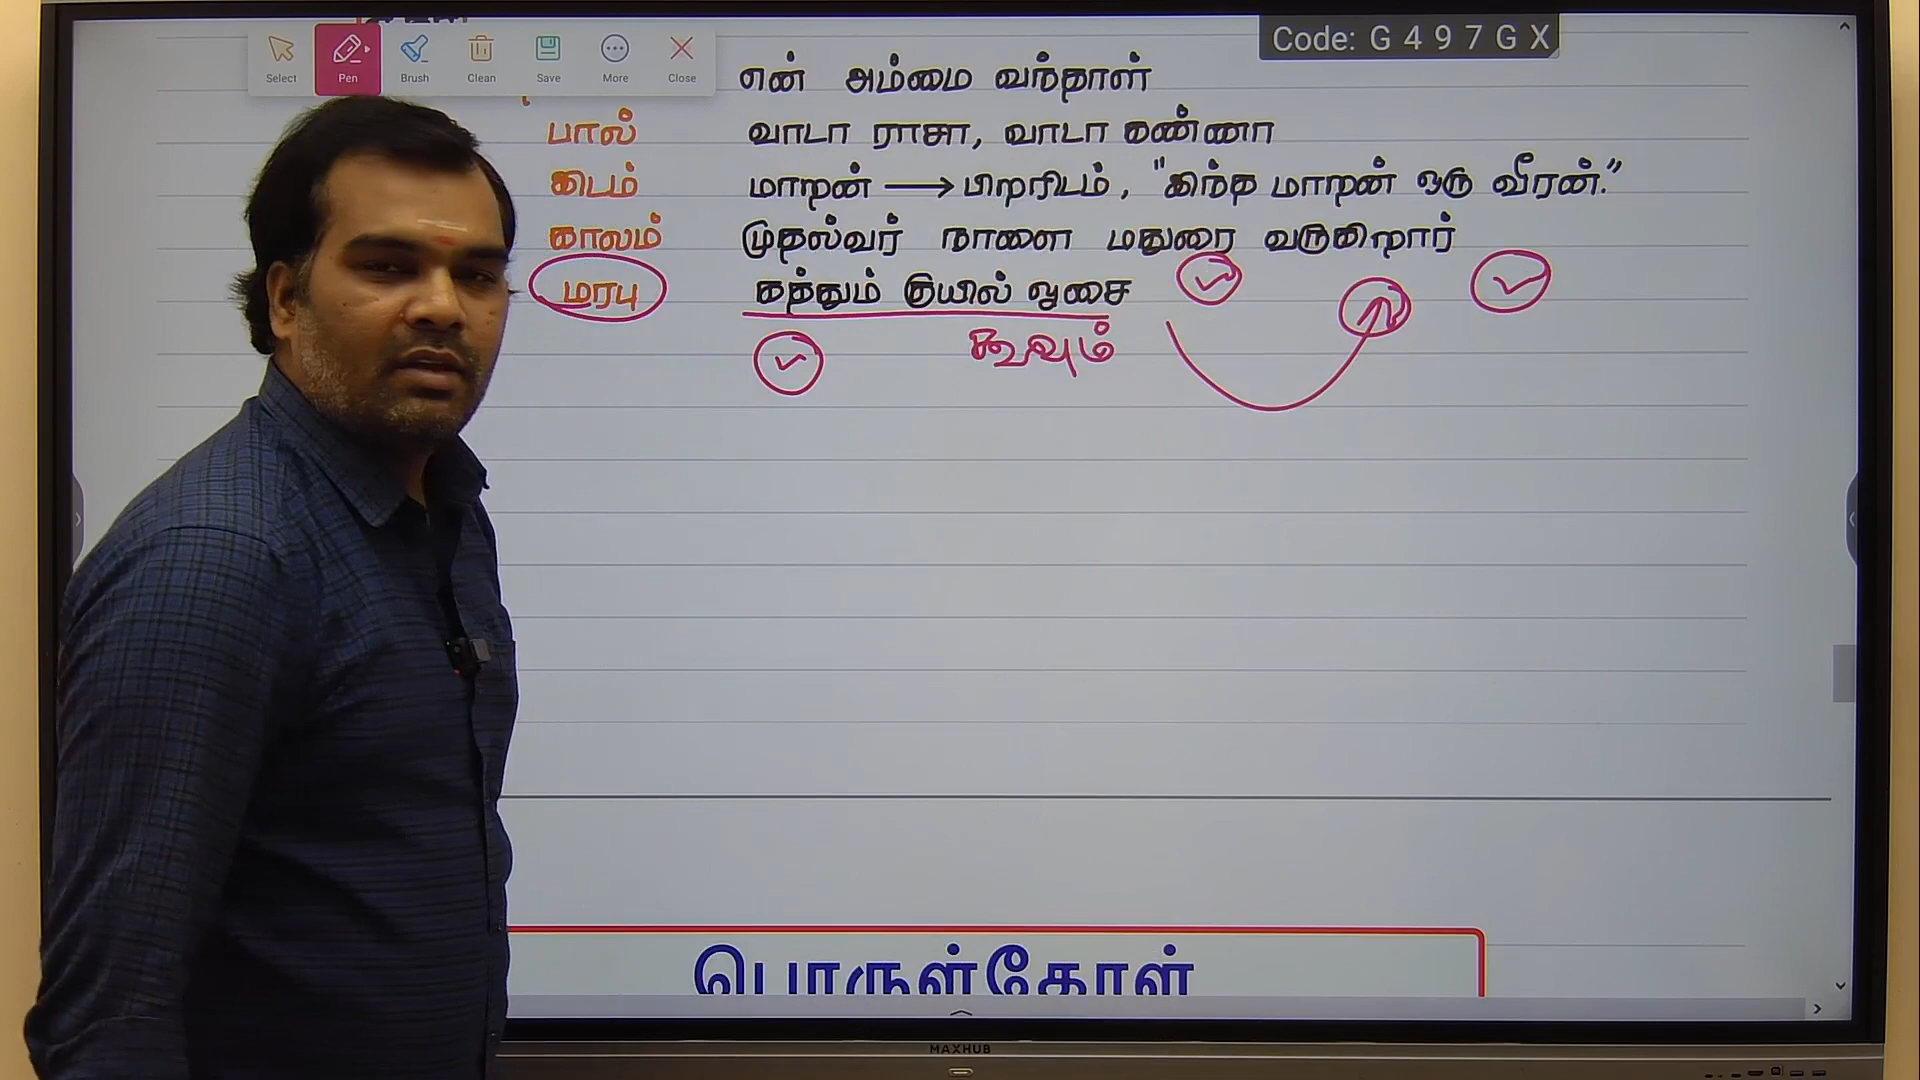 Code: G 4 9 7 G X
Select Pen Brush Clean Save More Close
என் அம்மை வந்தாள்
பால் வாடா ராசா, வாடா கண்ணா
இடம் மாறன் → பிறரிடம், "இந்த மாறன் ஒரு வீரன்."
காலம் முதல்வர் நாளை மதுரை வருகிறார்
மரபு கத்தும் குயில் ஓசை
கூவும்
பொருள்கோள்
MAXHUB